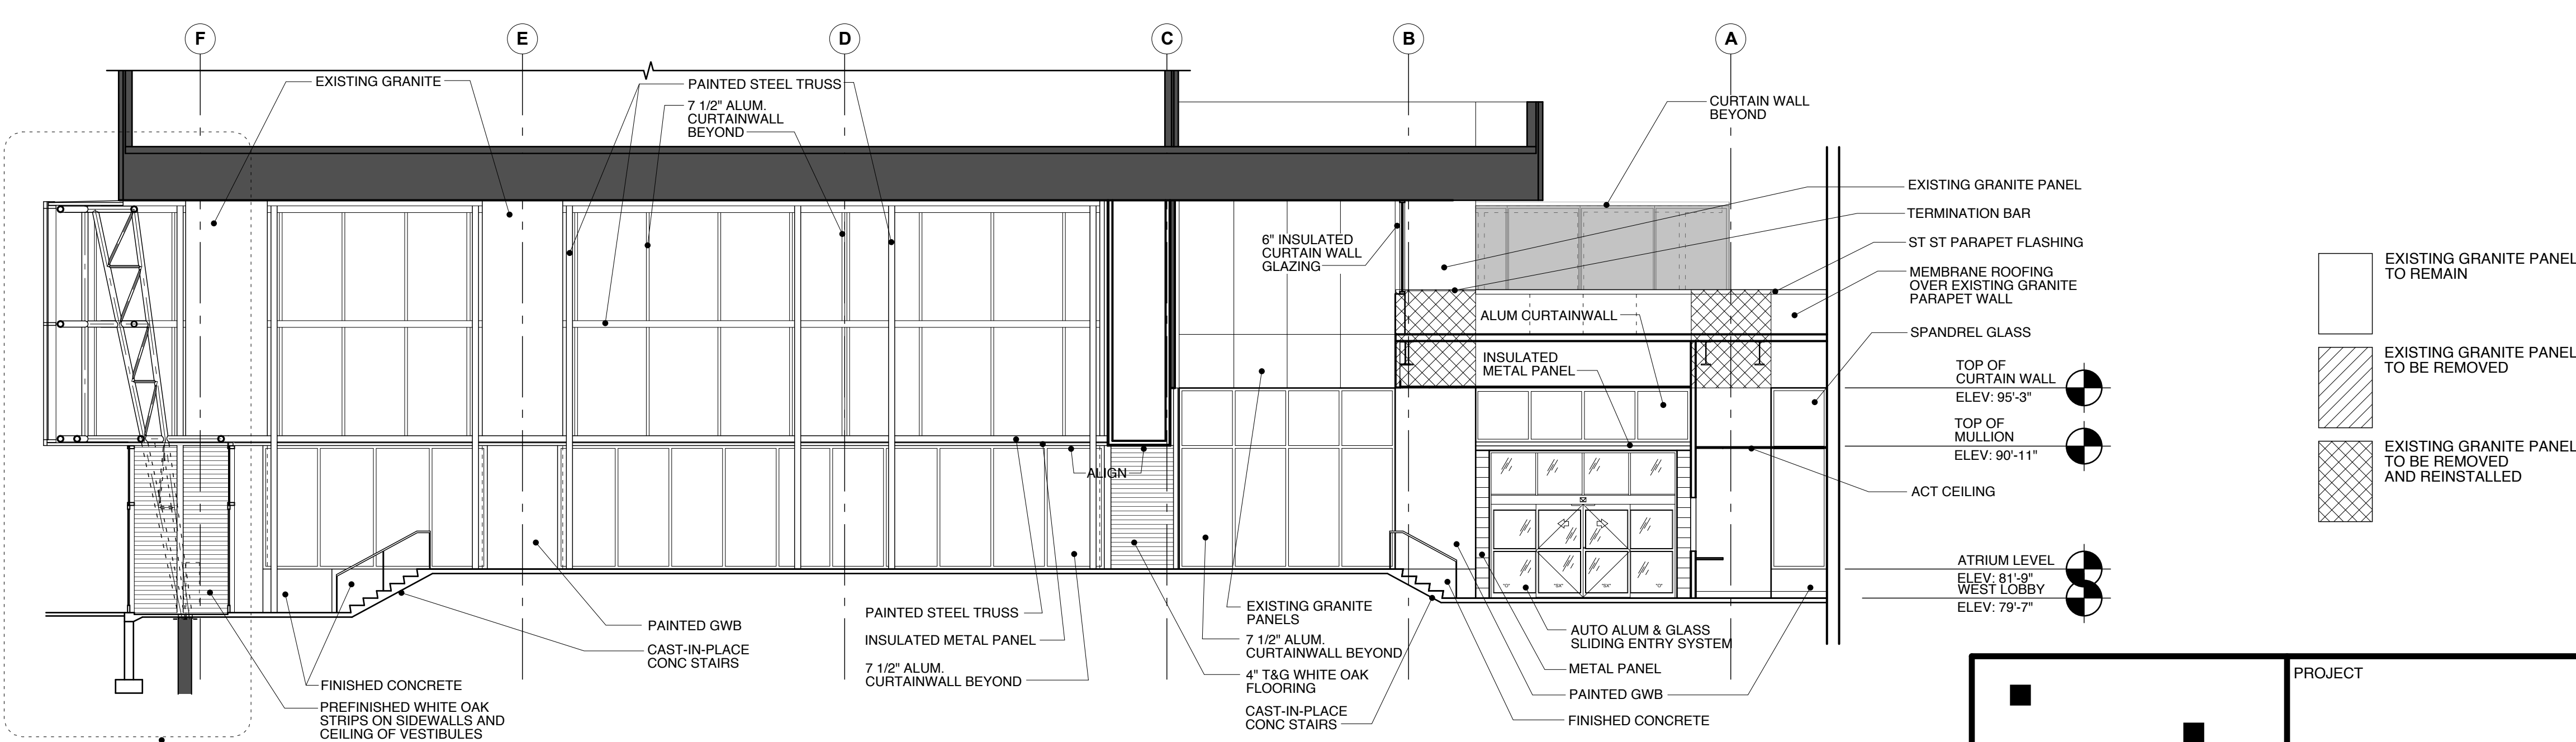 F
E
D
C
B
A
EXISTING GRANITE
PAINTED STEEL TRUSS
7 1/2" ALUM.
CURTAINWALL
BEYOND
CURTAIN WALL
BEYOND
6" INSULATED
CURTAIN WALL
GLAZING
EXISTING GRANITE PANEL
TERMINATION BAR
ST ST PARAPET FLASHING
MEMBRANE ROOFING
OVER EXISTING GRANITE
PARAPET WALL
ALUM CURTAINWALL
SPANDREL GLASS
INSULATED
METAL PANEL
TOP OF
CURTAIN WALL
ELEV: 95'-3"
TOP OF
MULLION
ELEV: 90'-11"
ALIGN
ACT CEILING
ATRIUM LEVEL
ELEV: 81'-9"
WEST LOBBY
ELEV: 79'-7"
"O"
"SX"
"SX"
"O"
EXISTING GRANITE PANEL
TO REMAIN
EXISTING GRANITE PANEL
TO BE REMOVED
EXISTING GRANITE PANEL
TO BE REMOVED
AND REINSTALLED
PAINTED GWB
CAST-IN-PLACE
CONC STAIRS
FINISHED CONCRETE
PREFINISHED WHITE OAK
STRIPS ON SIDEWALLS AND
CEILING OF VESTIBULES
PAINTED STEEL TRUSS
INSULATED METAL PANEL
7 1/2" ALUM.
CURTAINWALL BEYOND
EXISTING GRANITE
PANELS
7 1/2" ALUM.
CURTAINWALL BEYOND
4" T&G WHITE OAK
FLOORING
CAST-IN-PLACE
CONC STAIRS
AUTO ALUM & GLASS
SLIDING ENTRY SYSTEM
METAL PANEL
PAINTED GWB
FINISHED CONCRETE
PROJECT